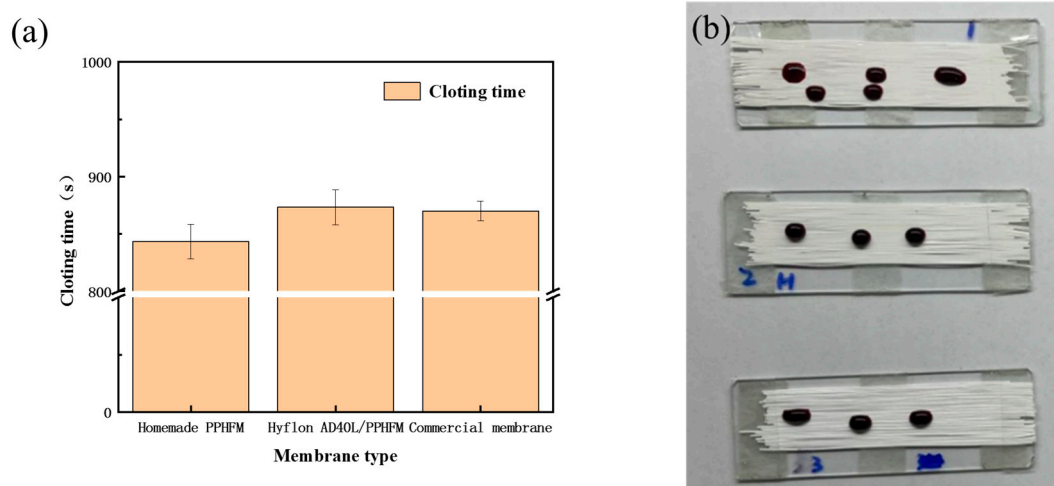 (a)
1000
900
800
0
Cloting time (s)
Cloting time
Homemade PPHFM
Hyflon AD40L/PPHFM
Commercial membrane
Membrane type
(b)
1
2 H
3